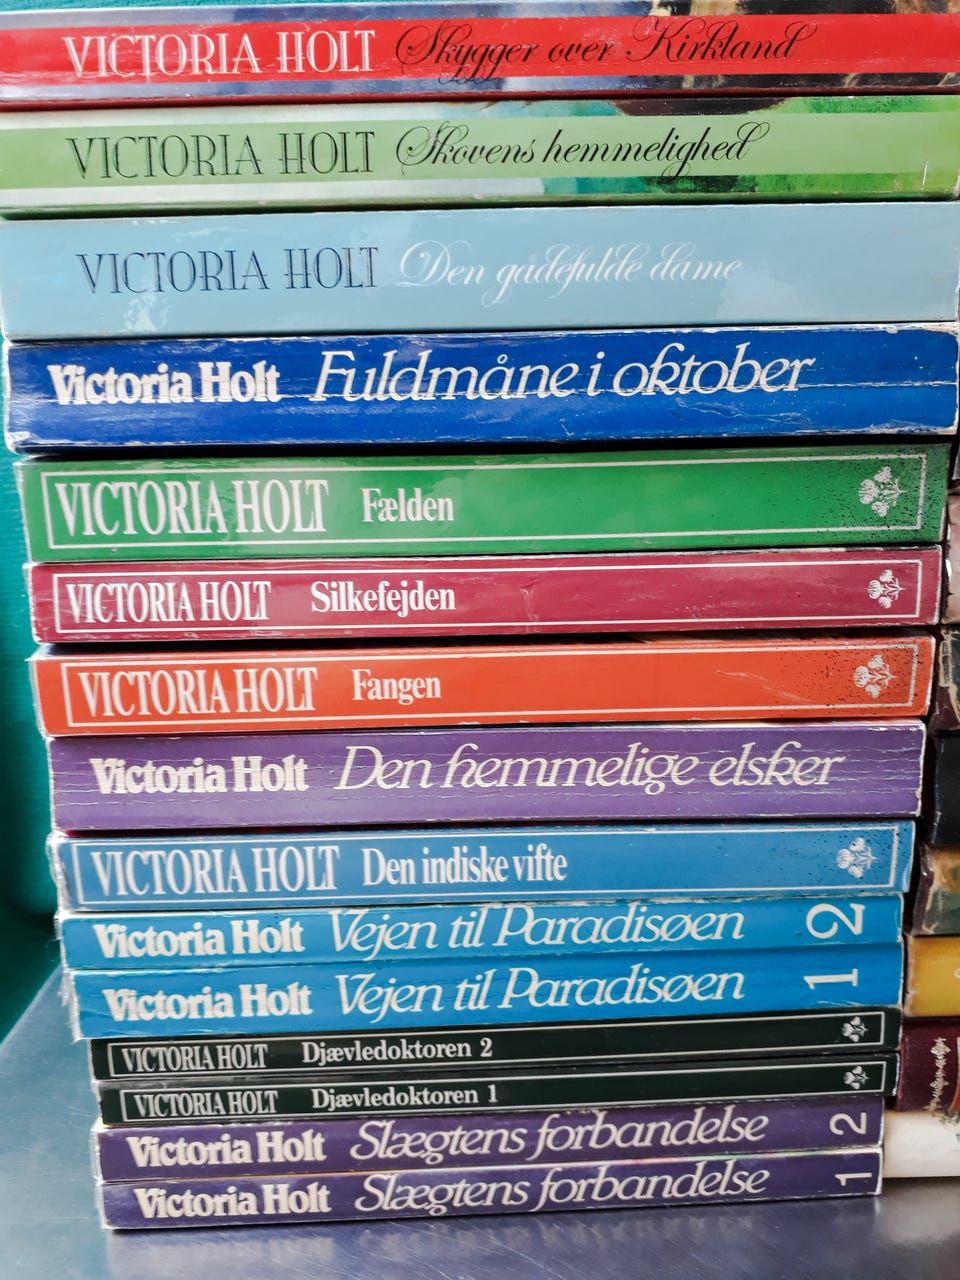 VICTORIA HOLT Skygger over Kirkland
VICTORIA HOLT Skovens hemmelighed
VICTORIA HOLT Den gådefulde dame
Victoria Holt Fuldmåne i oktober
VICTORIA HOLT Fælden
VICTORIA HOLT Silkefejden
VICTORIA HOLT Fangen
Victoria Holt Den hemmelige elsker
VICTORIA HOLT Den indiske vifte
Victoria Holt Vejen til Paradisøen 2
Victoria Holt Vejen til Paradisøen 1
VICTORIA HOLT Djævledoktoren 2
VICTORIA HOLT Djævledoktoren 1
Victoria Holt Slægtens forbandelse 2
Victoria Holt Slægtens forbandelse 1